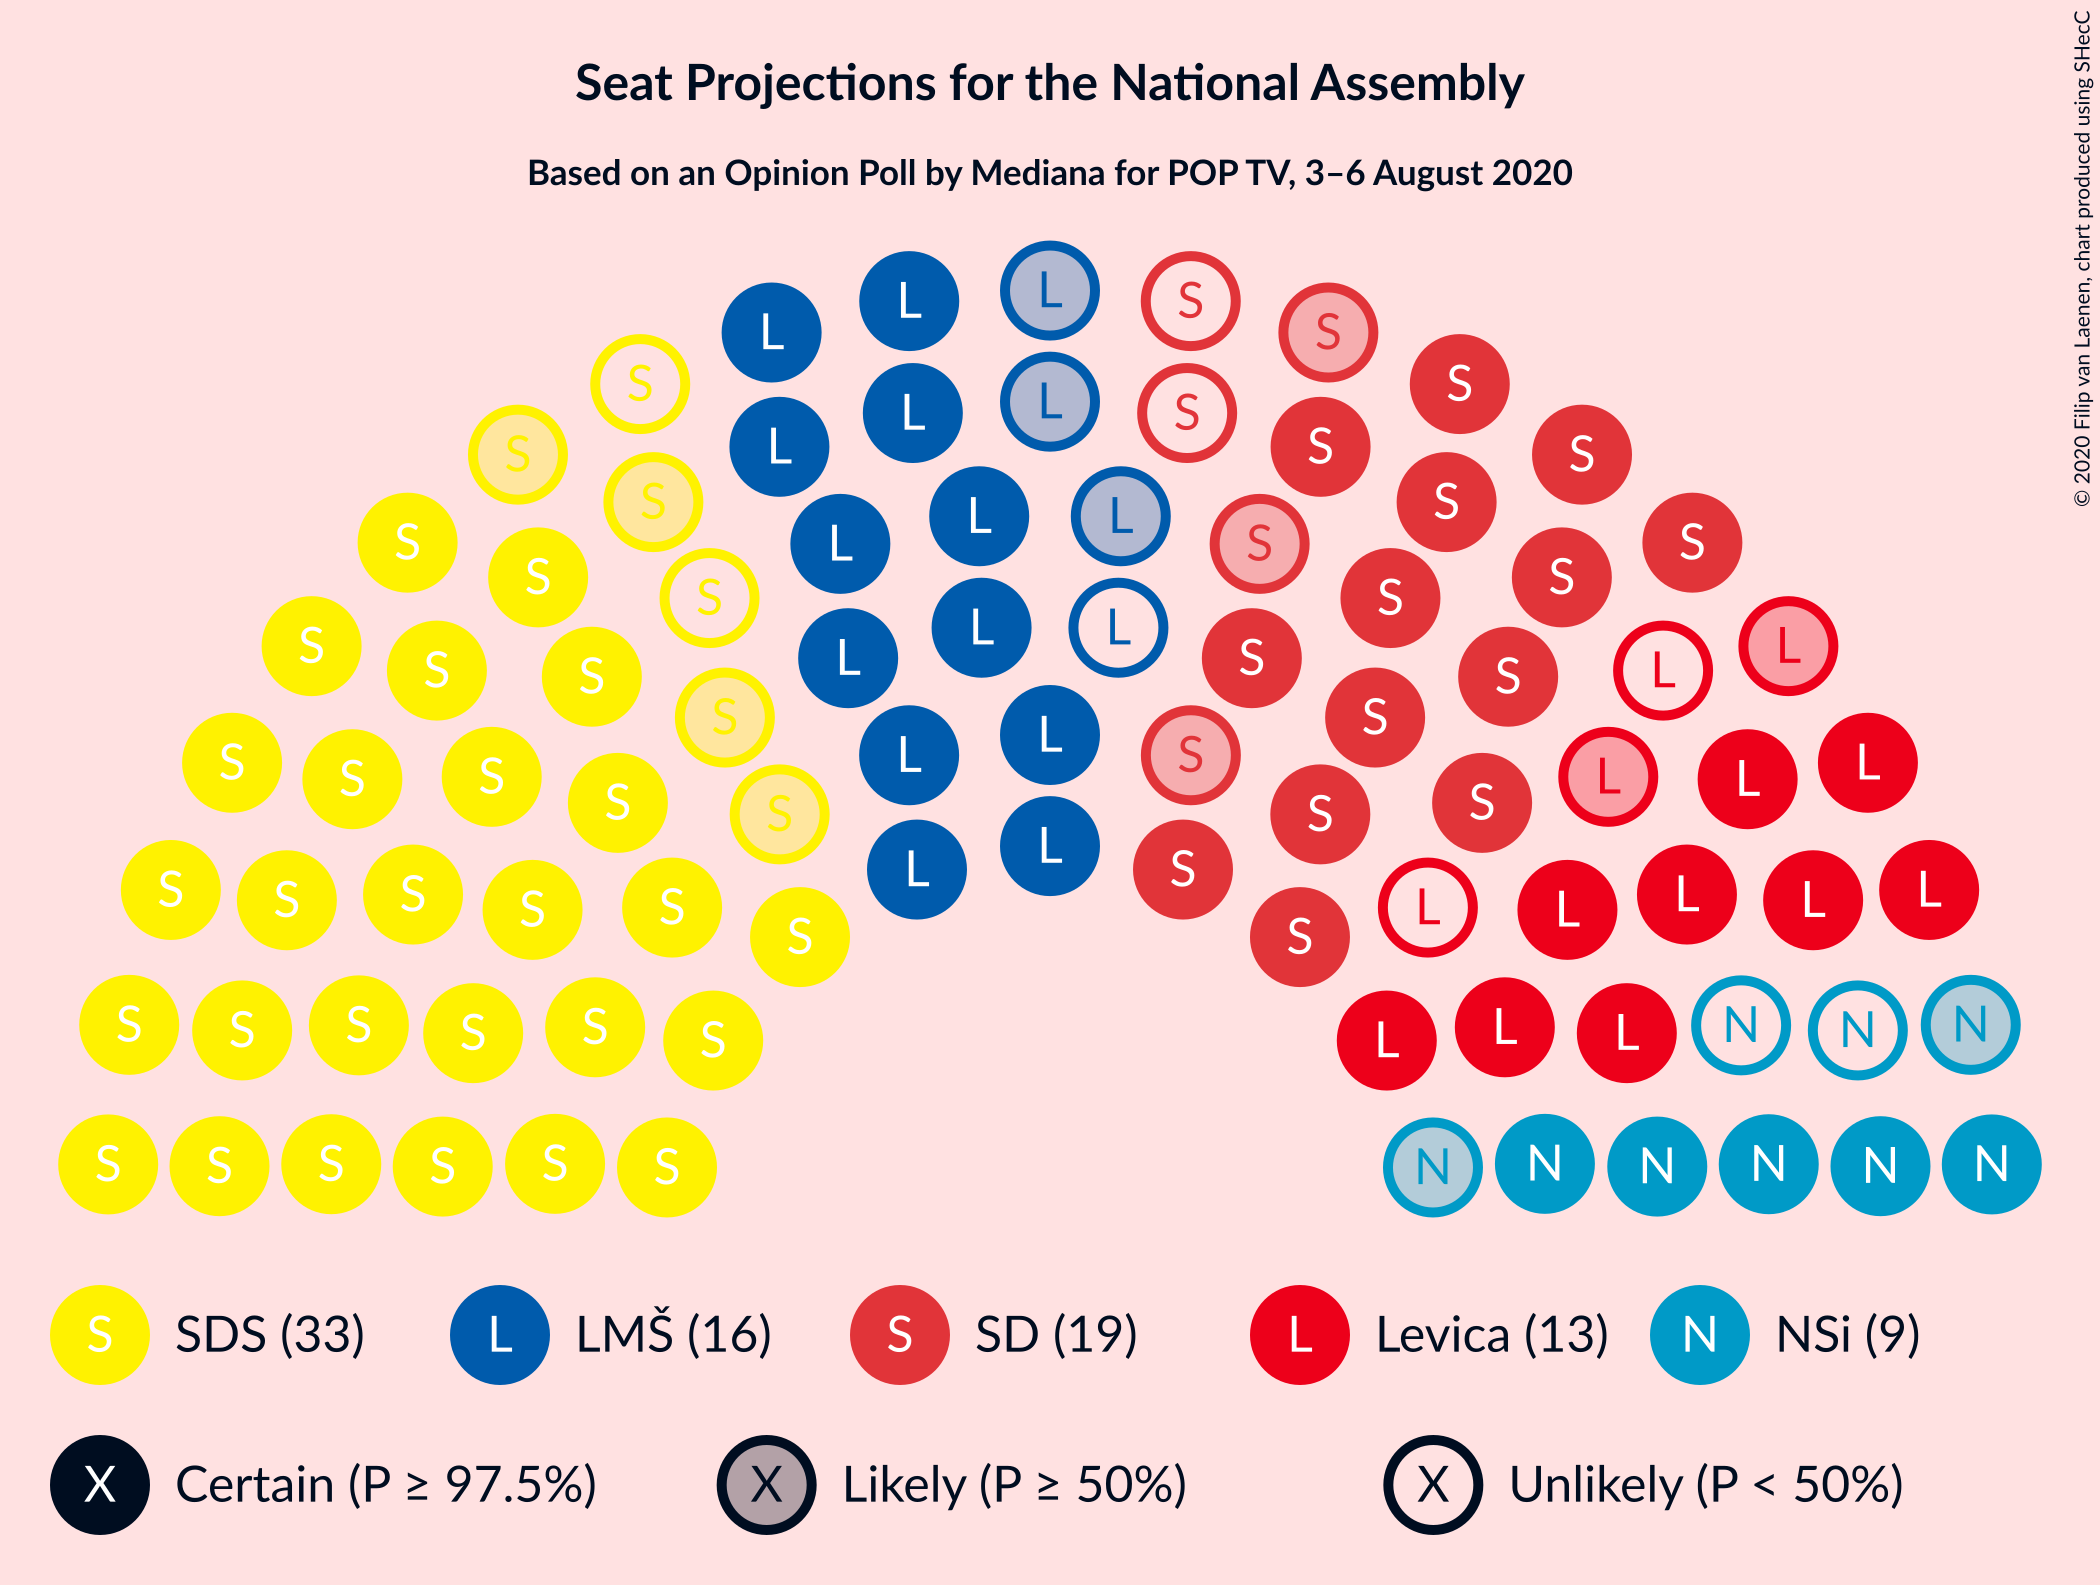 Seat Projections for the National Assembly
Based on an Opinion Poll by Mediana for POP TV, 3–6 August 2020
© 2020 Filip van Laenen, chart produced using SHecC
L L L S S
S L L L S S S
S S L L L S S S
S S L L L S S S S
S S S L L L S S S L L
S S S S L L S S S L L L
S S S S S L L S S L L L L L
S S S S S S S L L L L L
S S S S S S L L L N N N
S S S S S S N N N N N N
S SDS (33) L LMŠ (16) S SD (19) L Levica (13) N NSi (9)
X Certain (P ≥ 97.5%) X Likely (P ≥ 50%) X Unlikely (P < 50%)